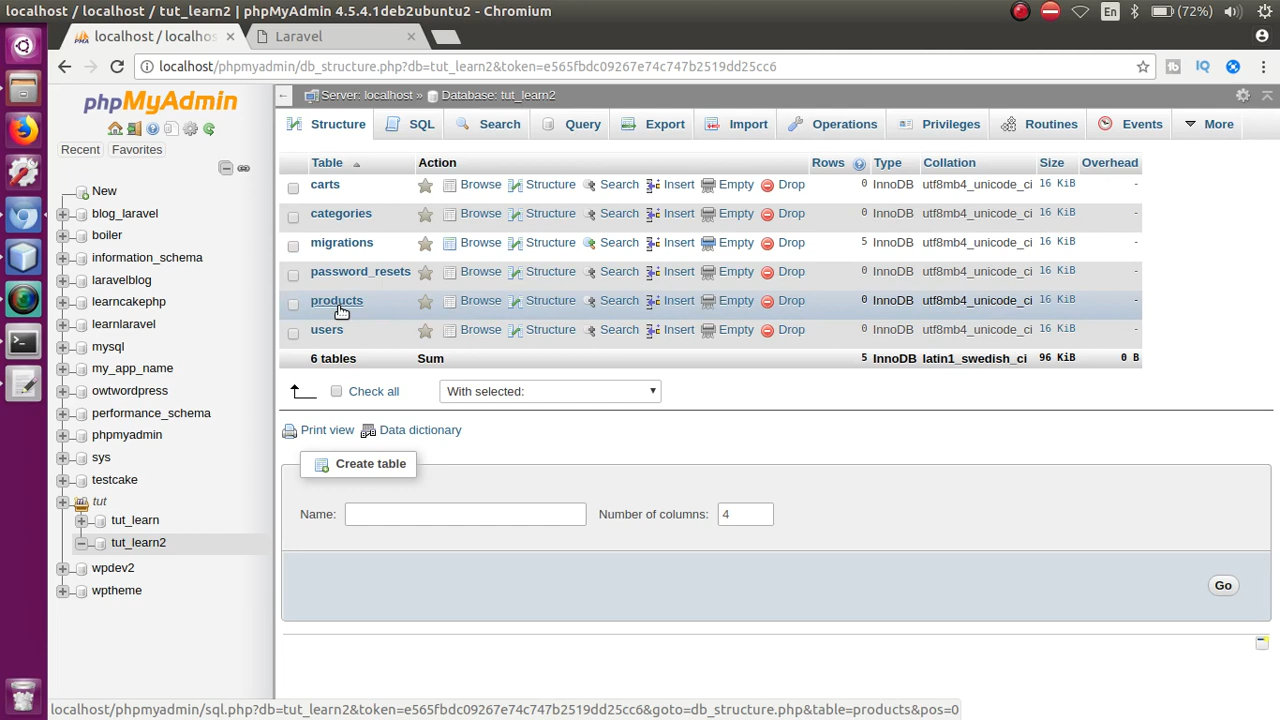 localhost / localhost / tut_learn2 | phpMyAdmin 4.5.4.1deb2ubuntu2 - Chromium
En (72%)
localhost / localhos ×
Laravel ×
localhost/phpmyadmin/db_structure.php?db=tut_learn2&token=e565fbdc09267e74c747b2519dd25cc6
phpMyAdmin
Recent Favorites
New
blog_laravel
boiler
information_schema
laravelblog
learncakephp
learnlaravel
mysql
my_app_name
owtwordpress
performance_schema
phpmyadmin
sys
testcake
tut
tut_learn
tut_learn2
wpdev2
wptheme
Server: localhost » Database: tut_learn2
Structure SQL Search Query Export Import Operations Privileges Routines Events More
Table Action Rows Type Collation Size Overhead
carts Browse Structure Search Insert Empty Drop 0 InnoDB utf8mb4_unicode_ci 16 KiB -
categories Browse Structure Search Insert Empty Drop 0 InnoDB utf8mb4_unicode_ci 16 KiB -
migrations Browse Structure Search Insert Empty Drop 5 InnoDB utf8mb4_unicode_ci 16 KiB -
password_resets Browse Structure Search Insert Empty Drop 0 InnoDB utf8mb4_unicode_ci 16 KiB -
products Browse Structure Search Insert Empty Drop 0 InnoDB utf8mb4_unicode_ci 16 KiB -
users Browse Structure Search Insert Empty Drop 0 InnoDB utf8mb4_unicode_ci 16 KiB -
6 tables Sum 5 InnoDB latin1_swedish_ci 96 KiB 0 B
Check all With selected:
Print view Data dictionary
Create table
Name: Number of columns: 4
Go
localhost/phpmyadmin/sql.php?db=tut_learn2&token=e565fbdc09267e74c747b2519dd25cc6&goto=db_structure.php&table=products&pos=0